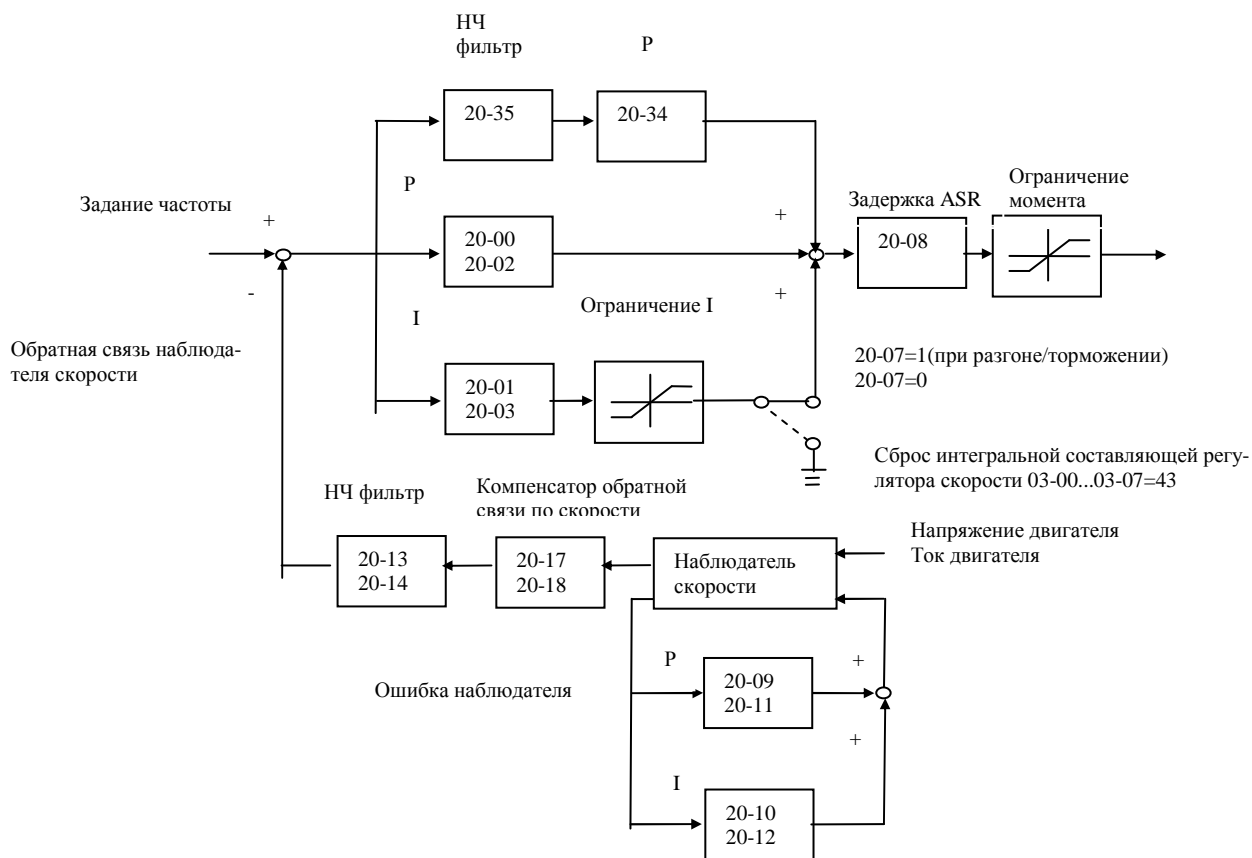 НЧ
фильтр
P
20-35
20-34
P
Задание частоты
+
20-00
20-02
+
Задержка ASR
20-08
Ограничение
момента
-
I
Ограничение I
+
Обратная связь наблюда-
теля скорости
20-01
20-03
20-07=1(при разгоне/торможении)
20-07=0
Сброс интегральной составляющей регу-
лятора скорости 03-00...03-07=43
НЧ фильтр
Компенсатор обратной
связи по скорости
Напряжение двигателя
Ток двигателя
20-13
20-14
20-17
20-18
Наблюдатель
скорости
P
+
Ошибка наблюдателя
20-09
20-11
+
I
20-10
20-12